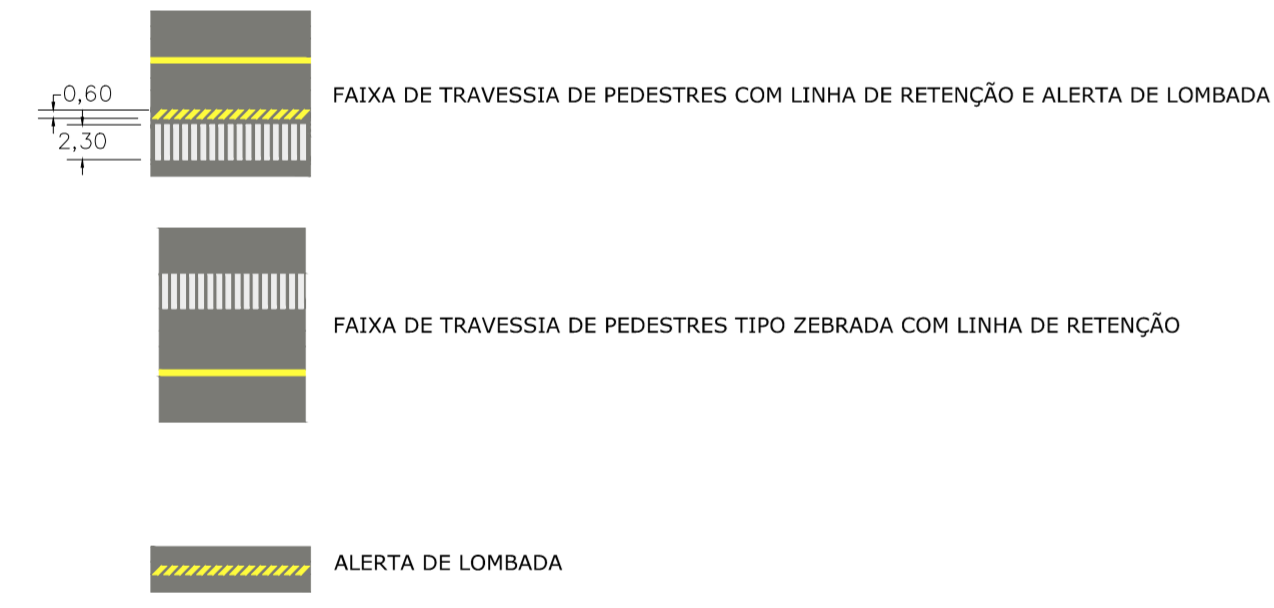 0,60
FAIXA DE TRAVESSIA DE PEDESTRES COM LINHA DE RETENÇÃO E ALERTA DE LOMBADA
2,30
FAIXA DE TRAVESSIA DE PEDESTRES TIPO ZEBRADA COM LINHA DE RETENÇÃO
ALERTA DE LOMBADA